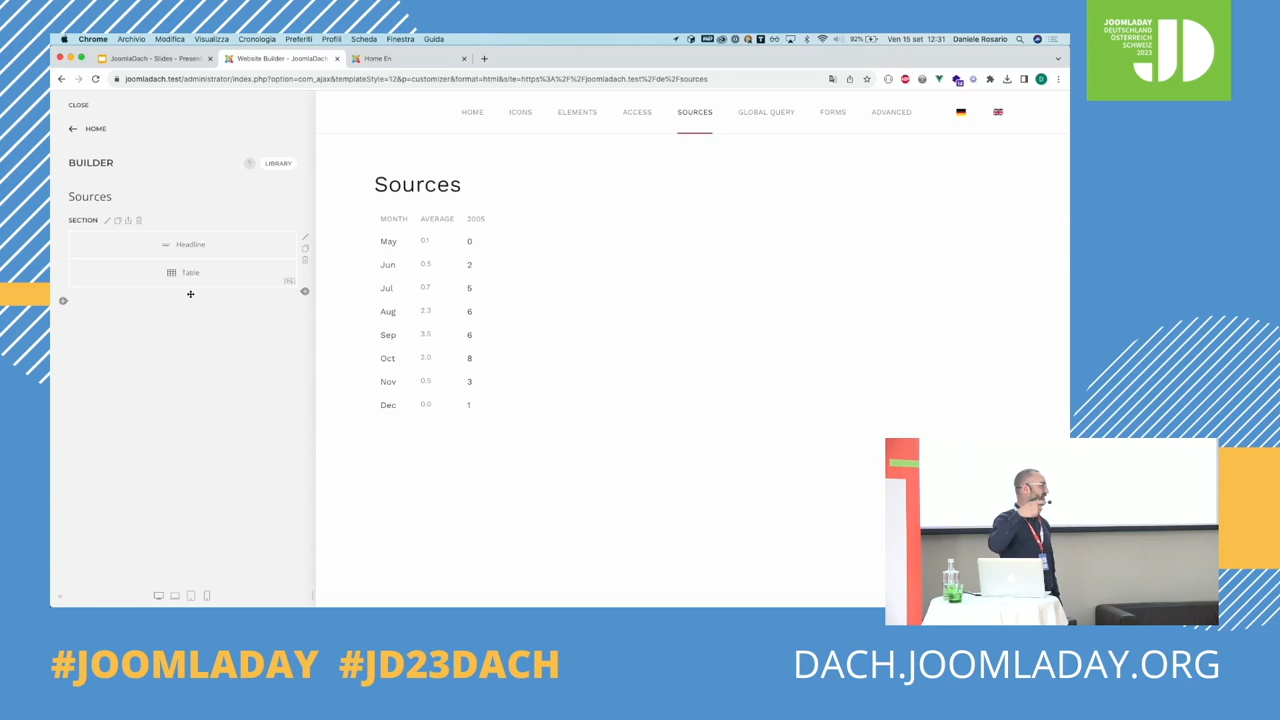 JOOMLADAY
DEUTSCHLAND
ÖSTERREICH
SCHWEIZ
2023
JD
Chrome Archivio Modifica Visualizza Cronologia Preferiti Profili Scheda Finestra Guida 92% Ven 15 set 12:31 Daniele Rosario
JoomlaDach - Slides - Present Website Builder - JoomlaDach Home En
joomladach.test/administrator/index.php?option=com_ajax&templateStyle=12&p=customizer&format=html&site=https%3A%2F%2Fjoomladach.test%2Fde%2Fsources
CLOSE
HOME
BUILDER
LIBRARY
Sources
SECTION
Headline
Table
HOME ICONS ELEMENTS ACCESS SOURCES GLOBAL QUERY FORMS ADVANCED
Sources
MONTH AVERAGE 2005
May 0.1 0
Jun 0.5 2
Jul 0.7 5
Aug 2.3 6
Sep 3.5 6
Oct 2.0 8
Nov 0.5 3
Dec 0.0 1
#JOOMLADAY #JD23DACH
DACH.JOOMLADAY.ORG